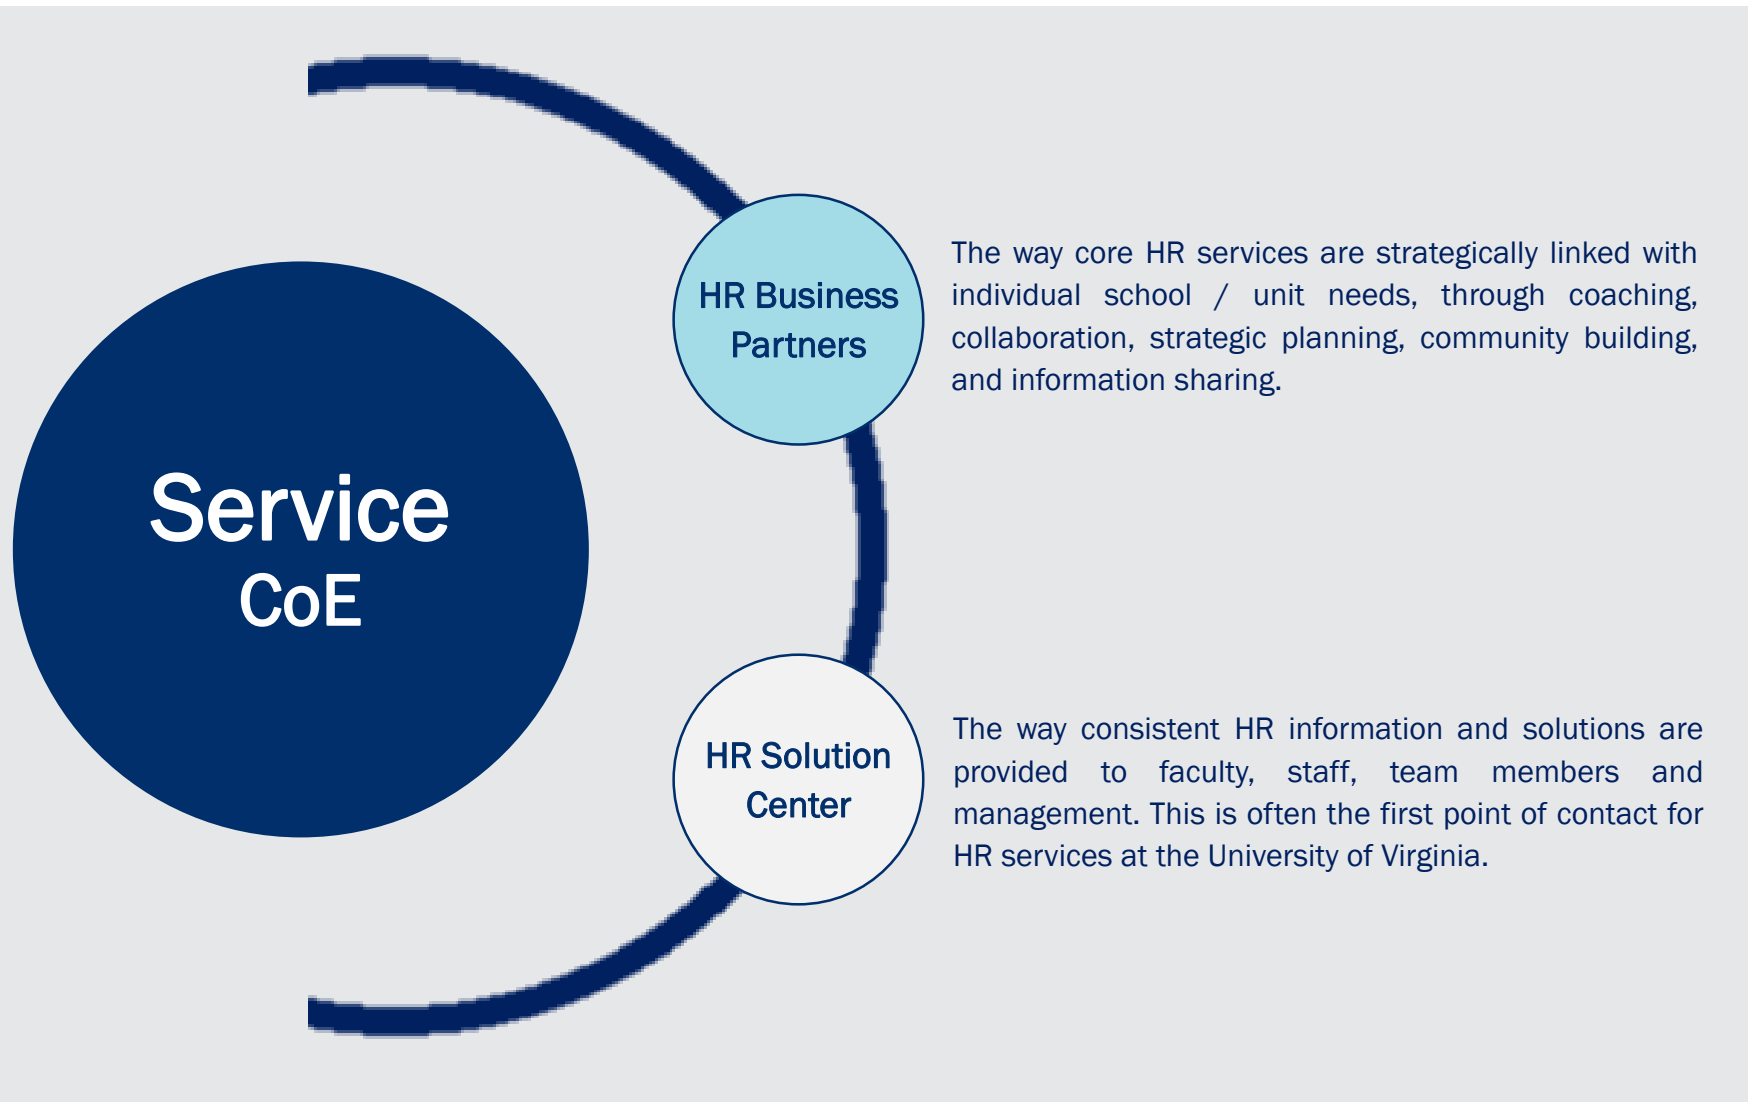 Service
CoE
HR Business
Partners
The way core HR services are strategically linked with
individual school / unit needs, through coaching,
collaboration, strategic planning, community building,
and information sharing.
HR Solution
Center
The way consistent HR information and solutions are
provided to faculty, staff, team members and
management. This is often the first point of contact for
HR services at the University of Virginia.